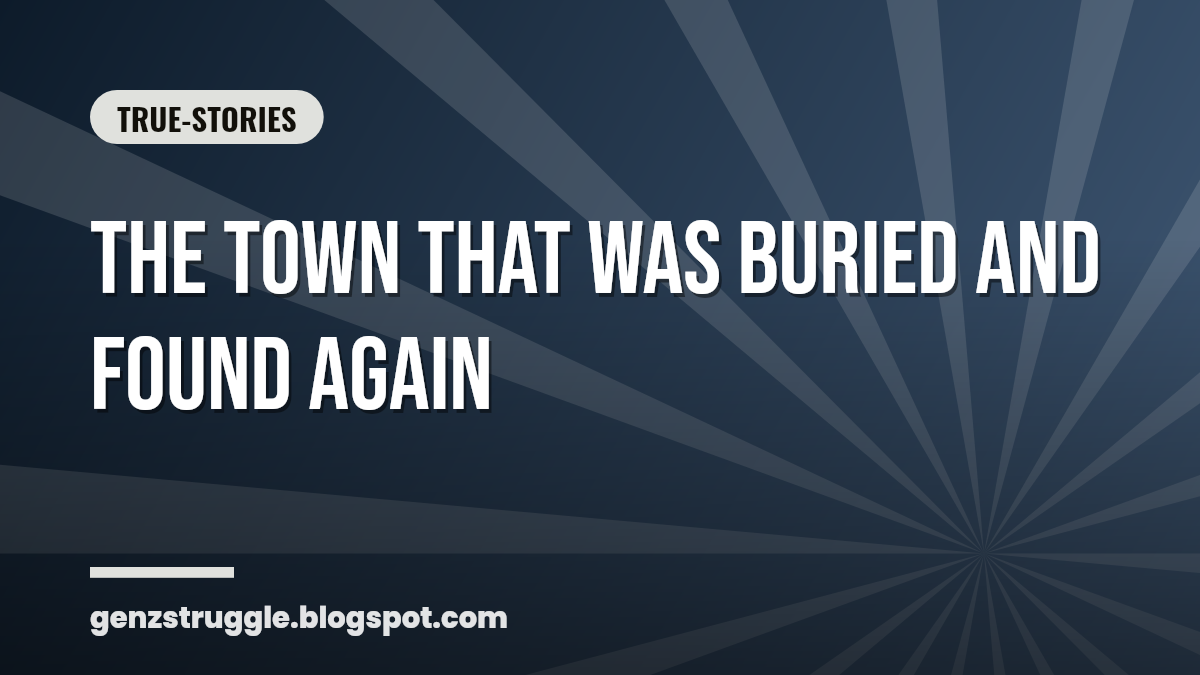 TRUE-STORIES
THE TOWN THAT WAS BURIED AND
FOUND AGAIN
genzstruggle.blogspot.com